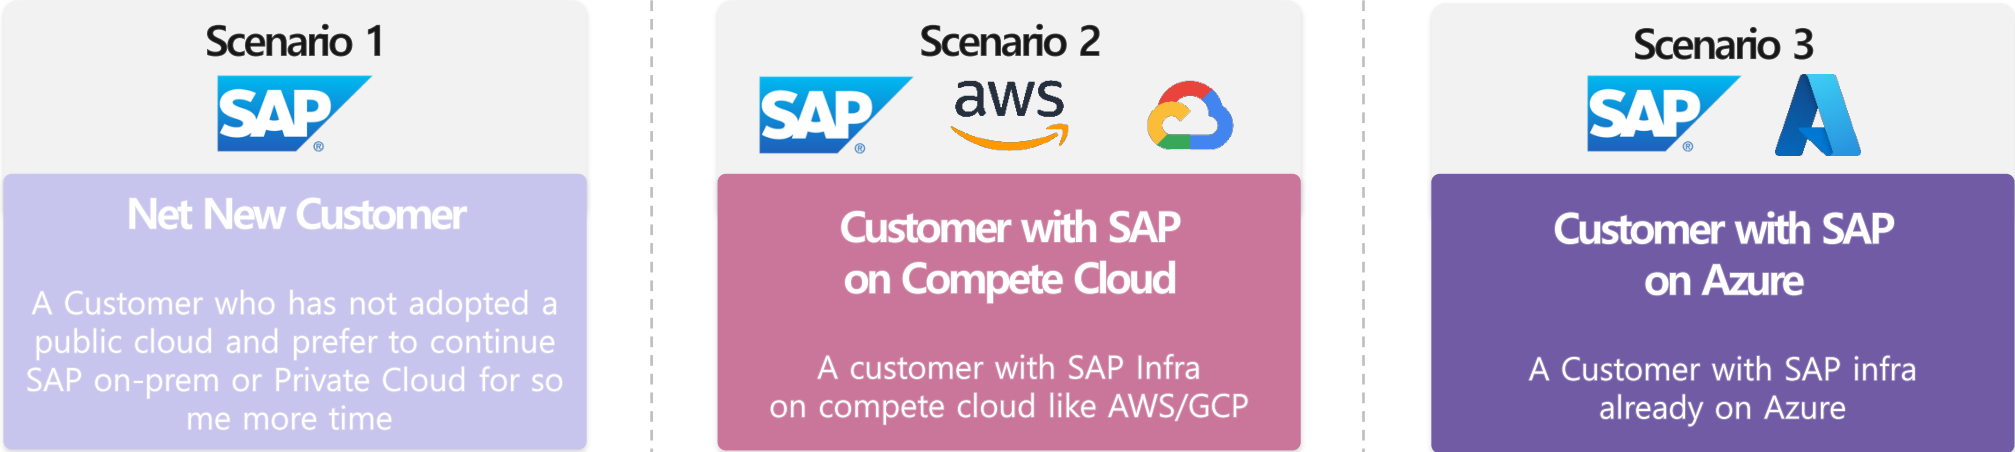 Scenario 1
SAP
®
Net New Customer
A Customer who has not adopted a
public cloud and prefer to continue
SAP on-prem or Private Cloud for so
me more time
Scenario 2
SAP
®
aws
Customer with SAP
on Compete Cloud
A customer with SAP Infra
on compete cloud like AWS/GCP
Scenario 3
SAP
®
Customer with SAP
on Azure
A Customer with SAP infra
already on Azure